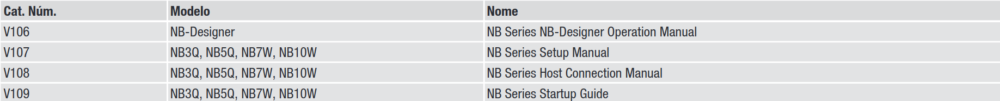 Cat. Núm. Modelo Nome
V106 NB-Designer NB Series NB-Designer Operation Manual
V107 NB3Q, NB5Q, NB7W, NB10W NB Series Setup Manual
V108 NB3Q, NB5Q, NB7W, NB10W NB Series Host Connection Manual
V109 NB3Q, NB5Q, NB7W, NB10W NB Series Startup Guide